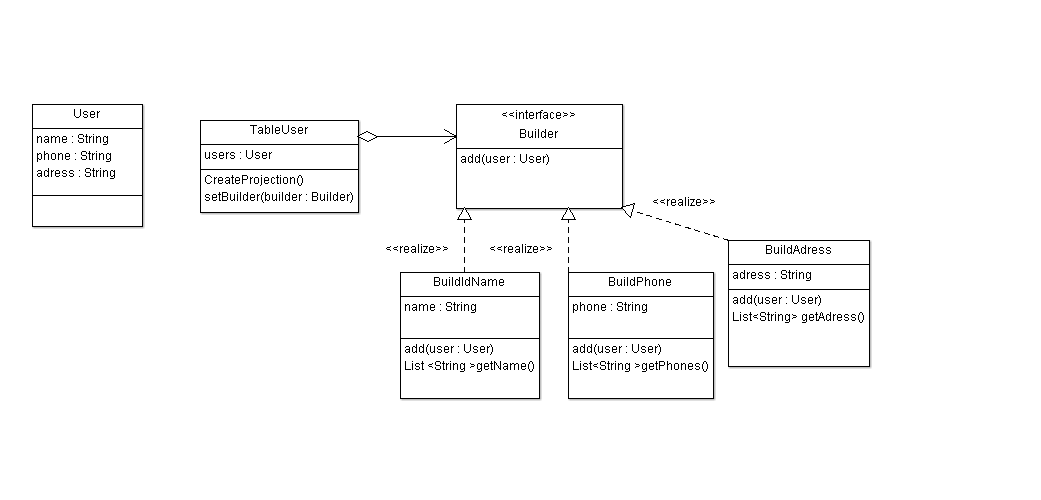 User
name : String
phone : String
adress : String
TableUser
users : User
CreateProjection()
setBuilder(builder : Builder)
<<interface>>
Builder
add(user : User)
<<realize>>
<<realize>>
<<realize>>
BuildIdName
name : String
add(user : User)
List <String >getName()
BuildPhone
phone : String
add(user : User)
List<String >getPhones()
BuildAdress
adress : String
add(user : User)
List<String> getAdress()